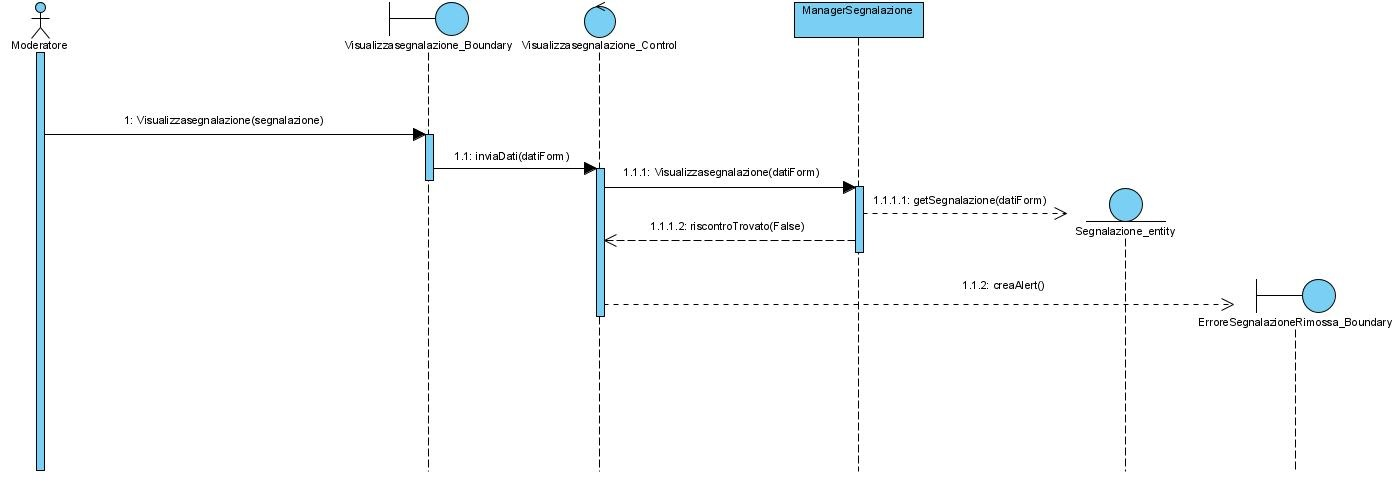 ManagerSegnalazione
Moderatore
Visualizzasegnalazione_Boundary
Visualizzasegnalazione_Control
1: Visualizzasegnalazione(segnalazione)
1.1: inviaDati(datiForm)
1.1.1: Visualizzasegnalazione(datiForm)
1.1.1.1: getSegnalazione(datiForm)
1.1.1.2: riscontroTrovato(False)
Segnalazione_entity
1.1.2: creaAlert()
ErroreSegnalazioneRimossa_Boundary